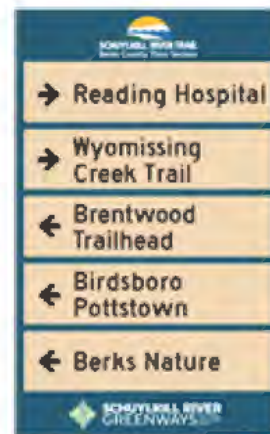 SCHUYLKILL RIVER TRAIL
→ Reading Hospital
→ Wyomissing
Creek Trail
← Brentwood
Trailhead
← Birdsboro
Pottstown
← Berks Nature
SCHUYLKILL RIVER
GREENWAYS